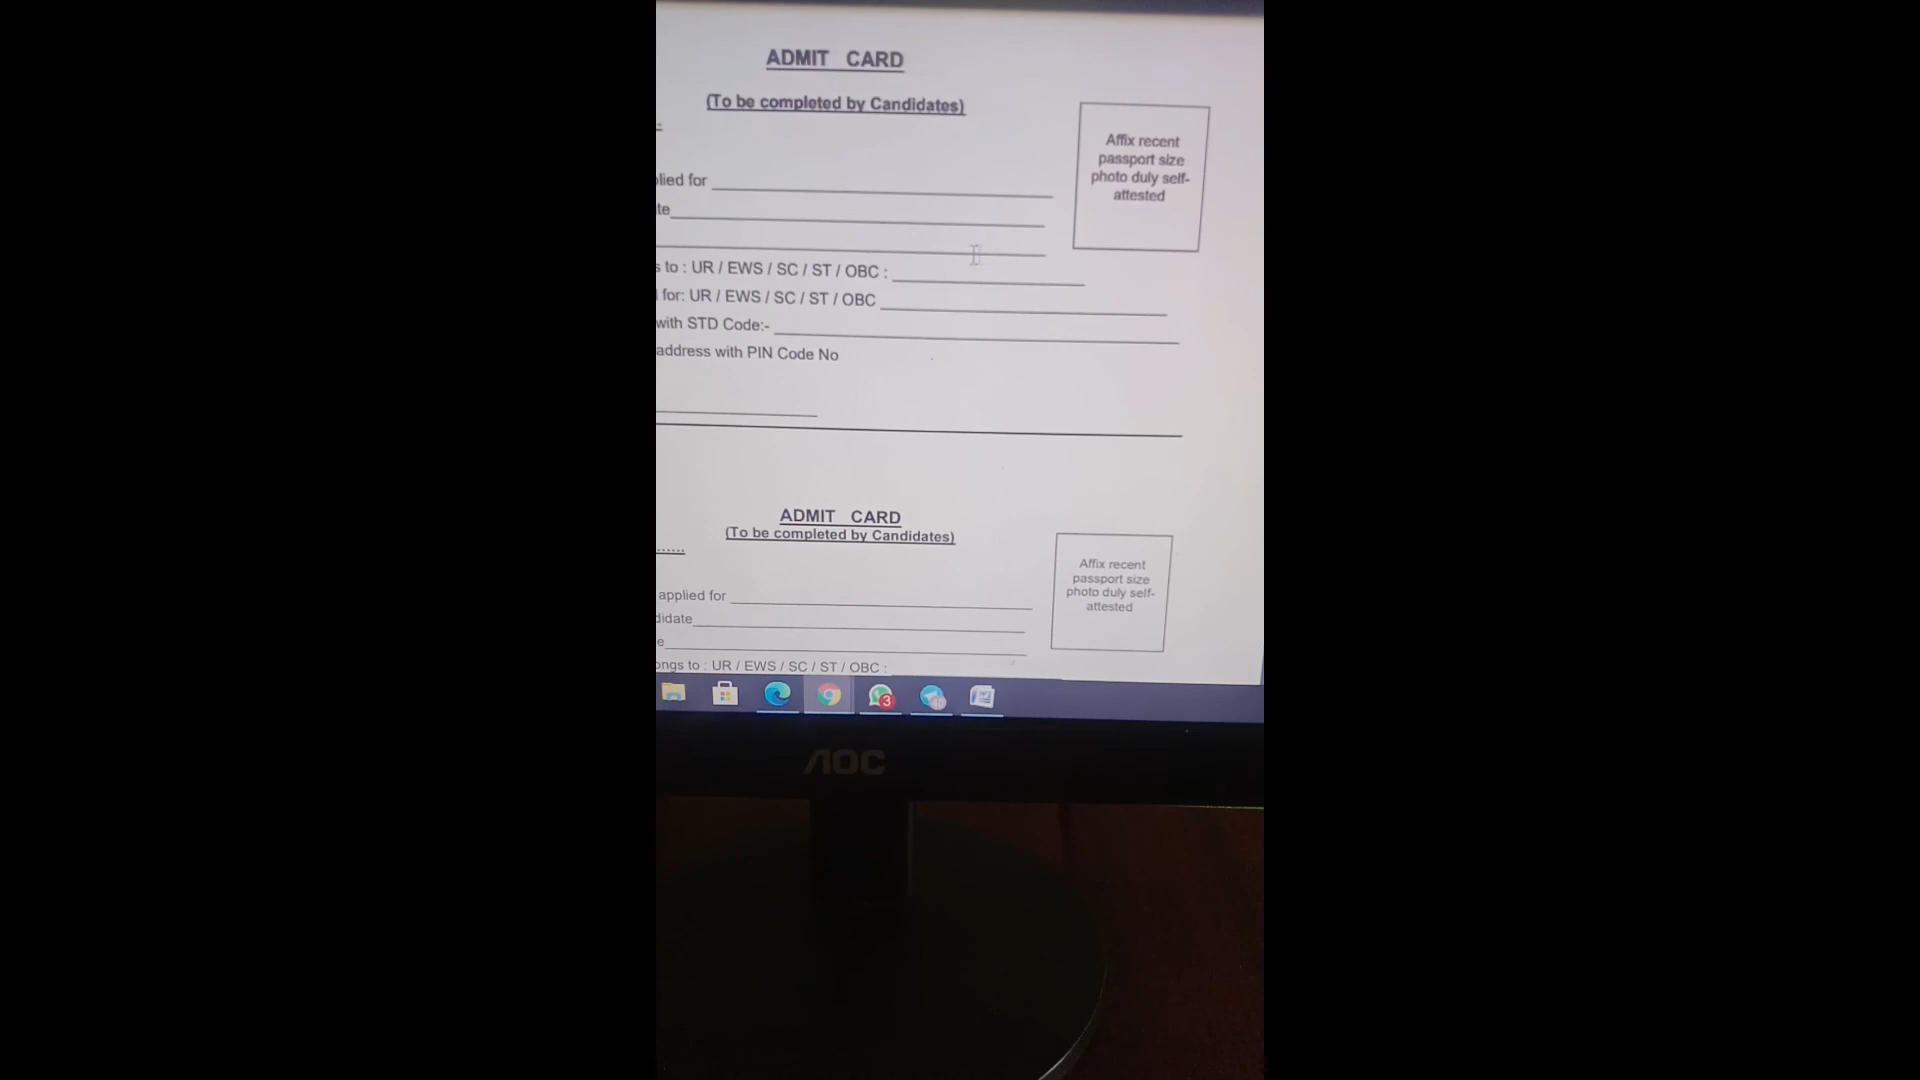 ADMIT CARD
(To be completed by Candidates)
Affix recent
passport size
photo duly self-
attested
lied for
te
s to : UR / EWS / SC / ST / OBC :
for: UR / EWS / SC / ST / OBC
with STD Code:-
address with PIN Code No
ADMIT CARD
(To be completed by Candidates)
......
Affix recent
passport size
photo duly self-
attested
applied for
didate
e
ongs to : UR / EWS / SC / ST / OBC :
3
AOC